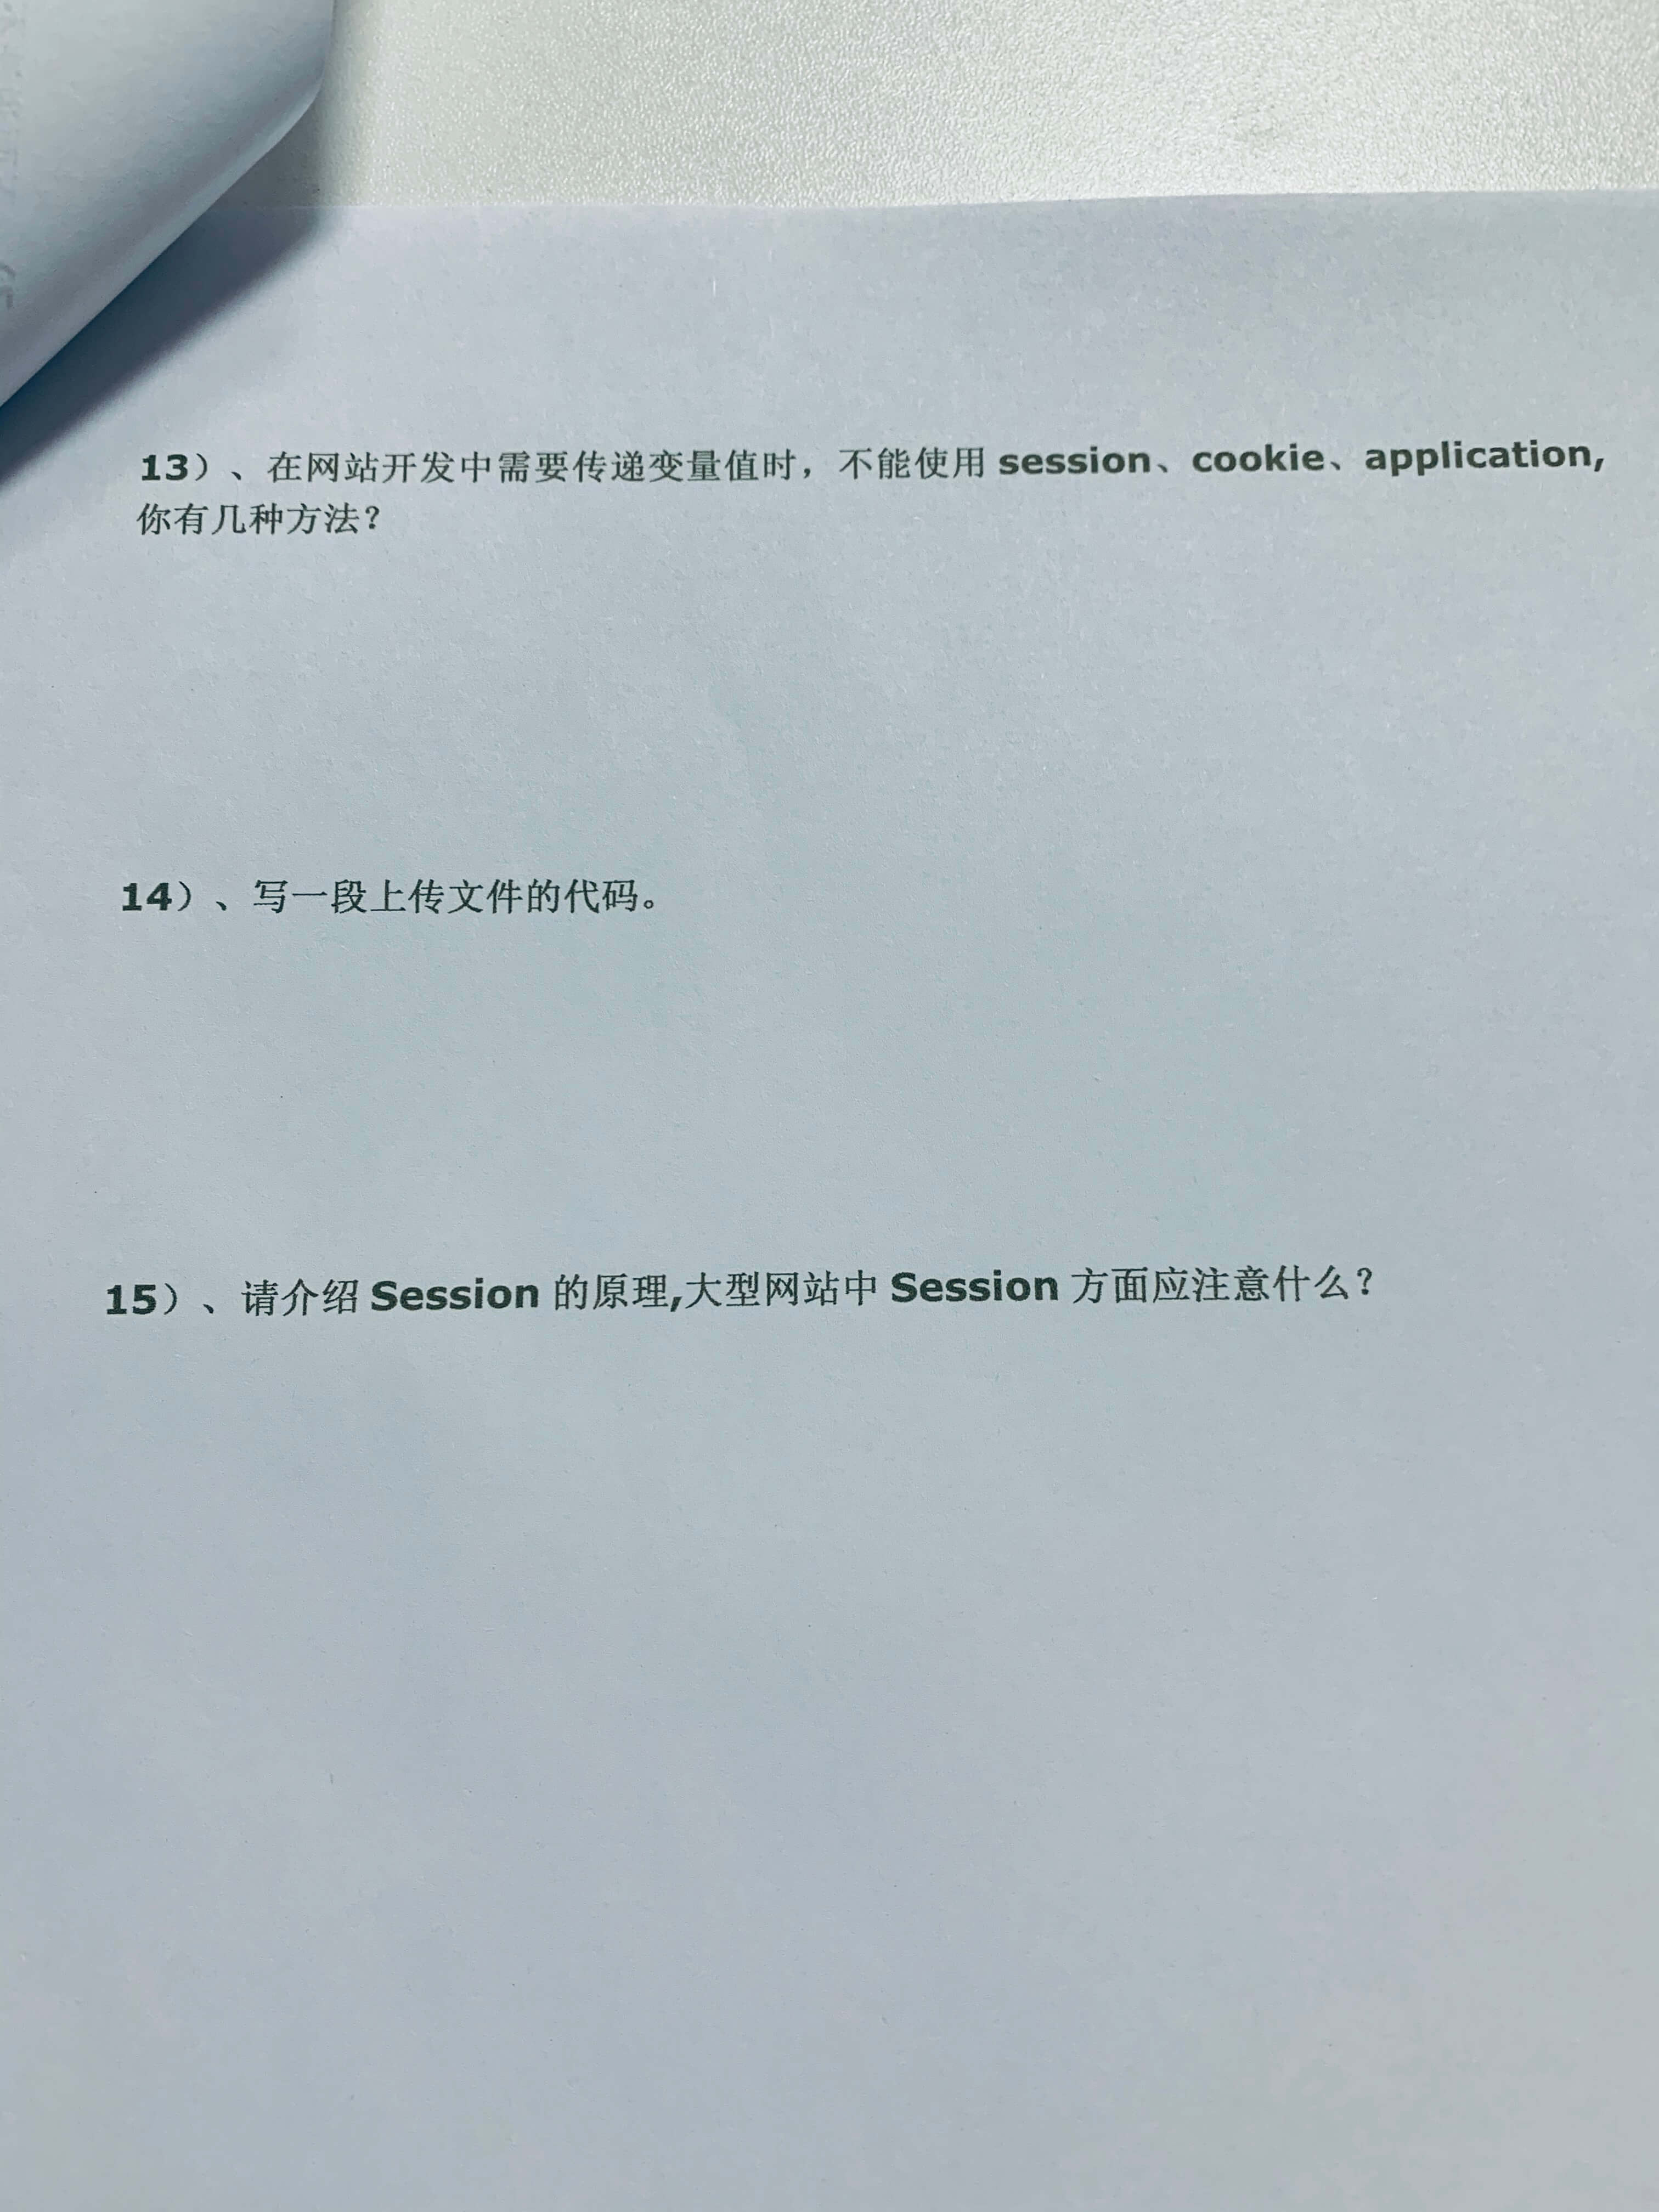 13）、在网站开发中需要传递变量值时，不能使用 session、cookie、application,
你有几种方法？
14）、写一段上传文件的代码。
15）、请介绍 Session 的原理,大型网站中 Session 方面应注意什么？